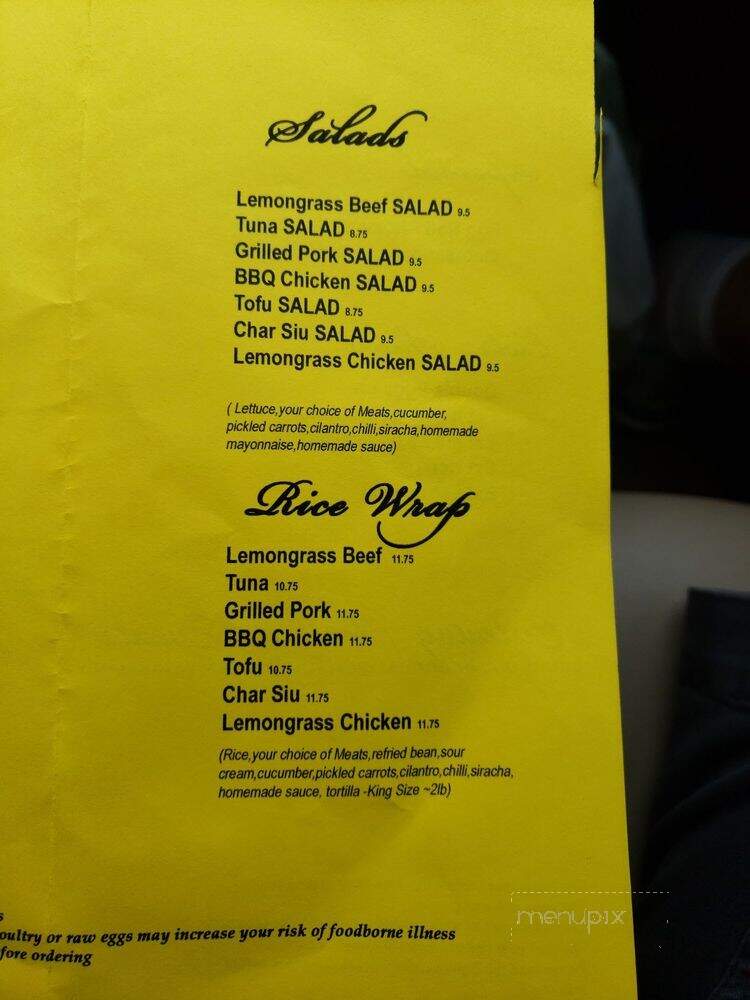 Salads
Lemongrass Beef SALAD 9.5
Tuna SALAD 8.75
Grilled Pork SALAD 9.5
BBQ Chicken SALAD 9.5
Tofu SALAD 8.75
Char Siu SALAD 9.5
Lemongrass Chicken SALAD 9.5
( Lettuce,your choice of Meats,cucumber,
pickled carrots,cilantro,chilli,siracha,homemade
mayonnaise,homemade sauce)
Rice Wrap
Lemongrass Beef 11.75
Tuna 10.75
Grilled Pork 11.75
BBQ Chicken 11.75
Tofu 10.75
Char Siu 11.75
Lemongrass Chicken 11.75
(Rice,your choice of Meats,refried bean,sour
cream,cucumber,pickled carrots,cilantro,chilli,siracha,
homemade sauce, tortilla -King Size ~2lb)
s
oultry or raw eggs may increase your risk of foodborne illness
fore ordering
menupix